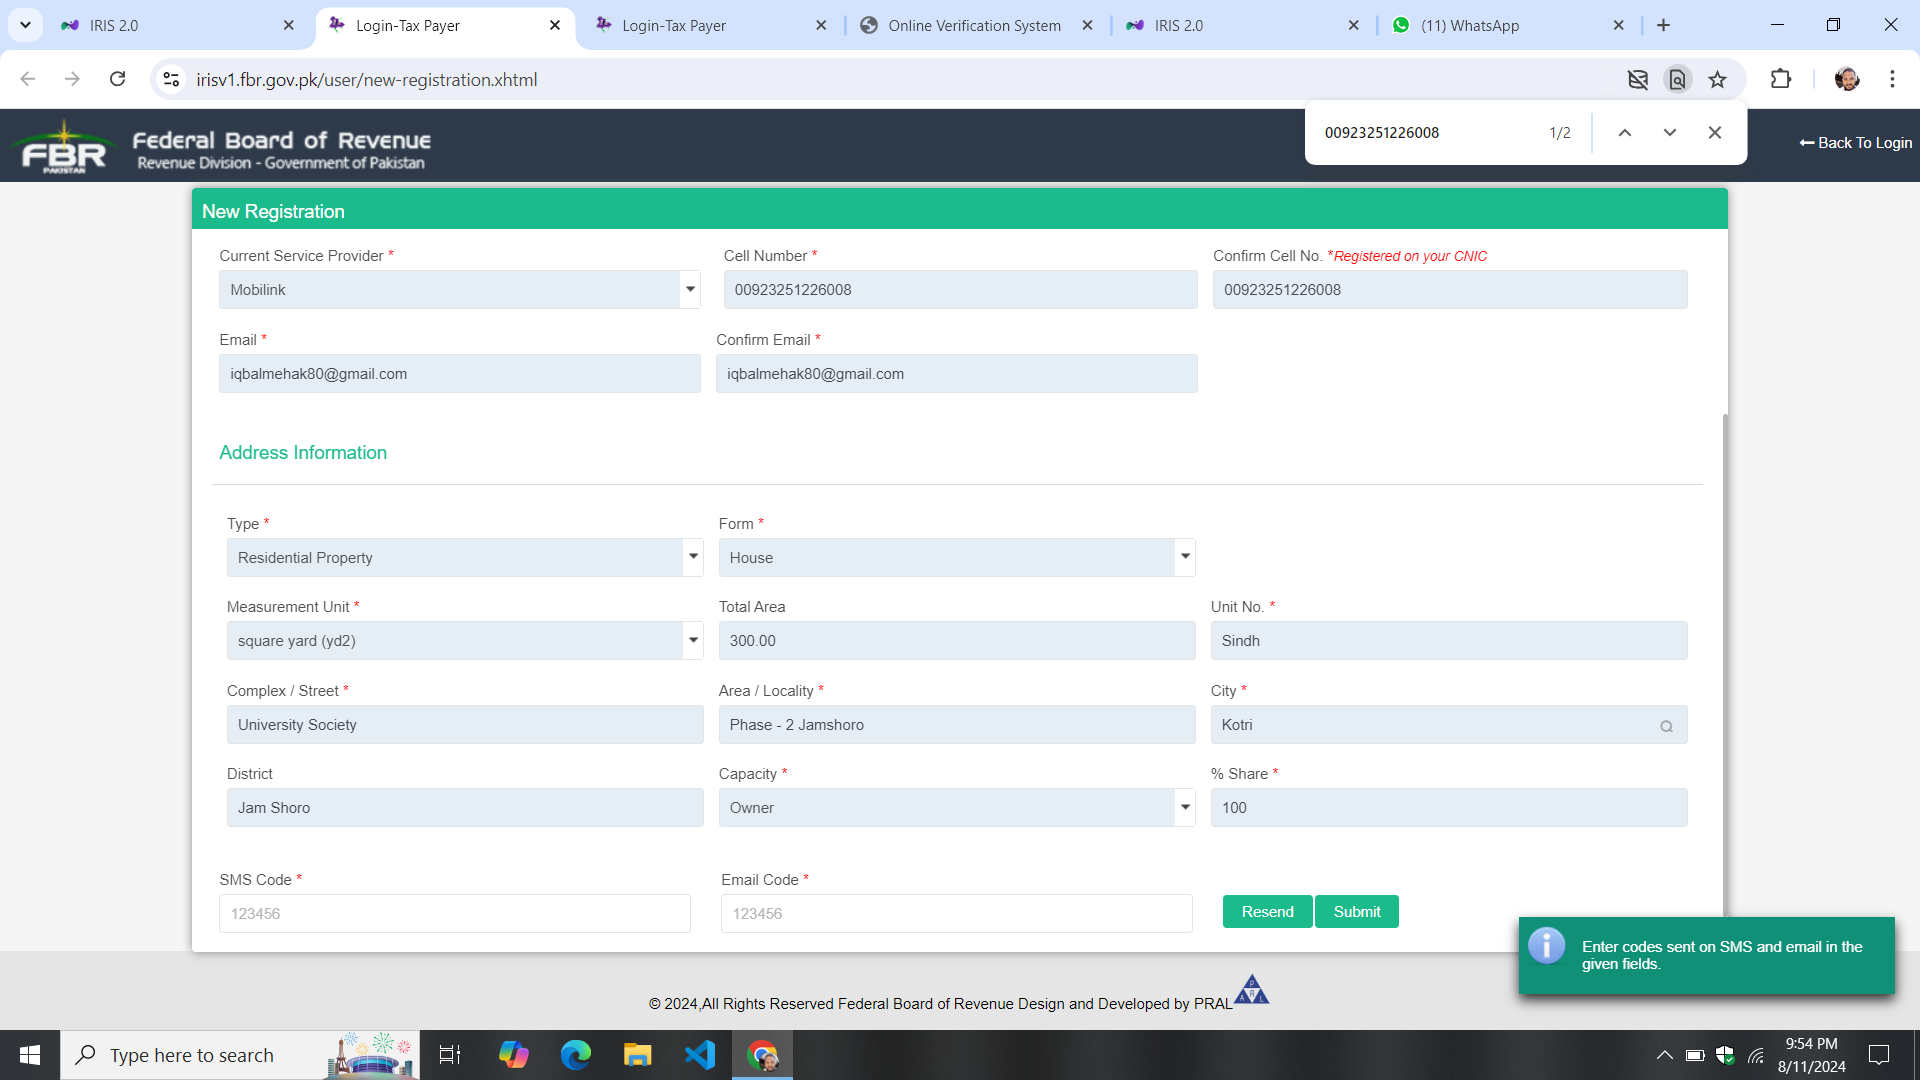 IRIS 2.0
Login-Tax Payer
Login-Tax Payer
Online Verification System
IRIS 2.0
(11) WhatsApp
irisv1.fbr.gov.pk/user/new-registration.xhtml
00923251226008 1/2
FBR
PAKISTAN
Federal Board of Revenue
Revenue Division - Government of Pakistan
Back To Login
New Registration
Current Service Provider * Cell Number * Confirm Cell No. *Registered on your CNIC
Mobilink 00923251226008 00923251226008
Email * Confirm Email *
iqbalmehak80@gmail.com iqbalmehak80@gmail.com
Address Information
Type * Form *
Residential Property House
Measurement Unit * Total Area Unit No. *
square yard (yd2) 300.00 Sindh
Complex / Street * Area / Locality * City *
University Society Phase - 2 Jamshoro Kotri
District Capacity * % Share *
Jam Shoro Owner 100
SMS Code * Email Code *
123456 123456 Resend Submit
Enter codes sent on SMS and email in the
given fields.
© 2024,All Rights Reserved Federal Board of Revenue Design and Developed by PRAL
PRAL
Type here to search
9:54 PM
8/11/2024